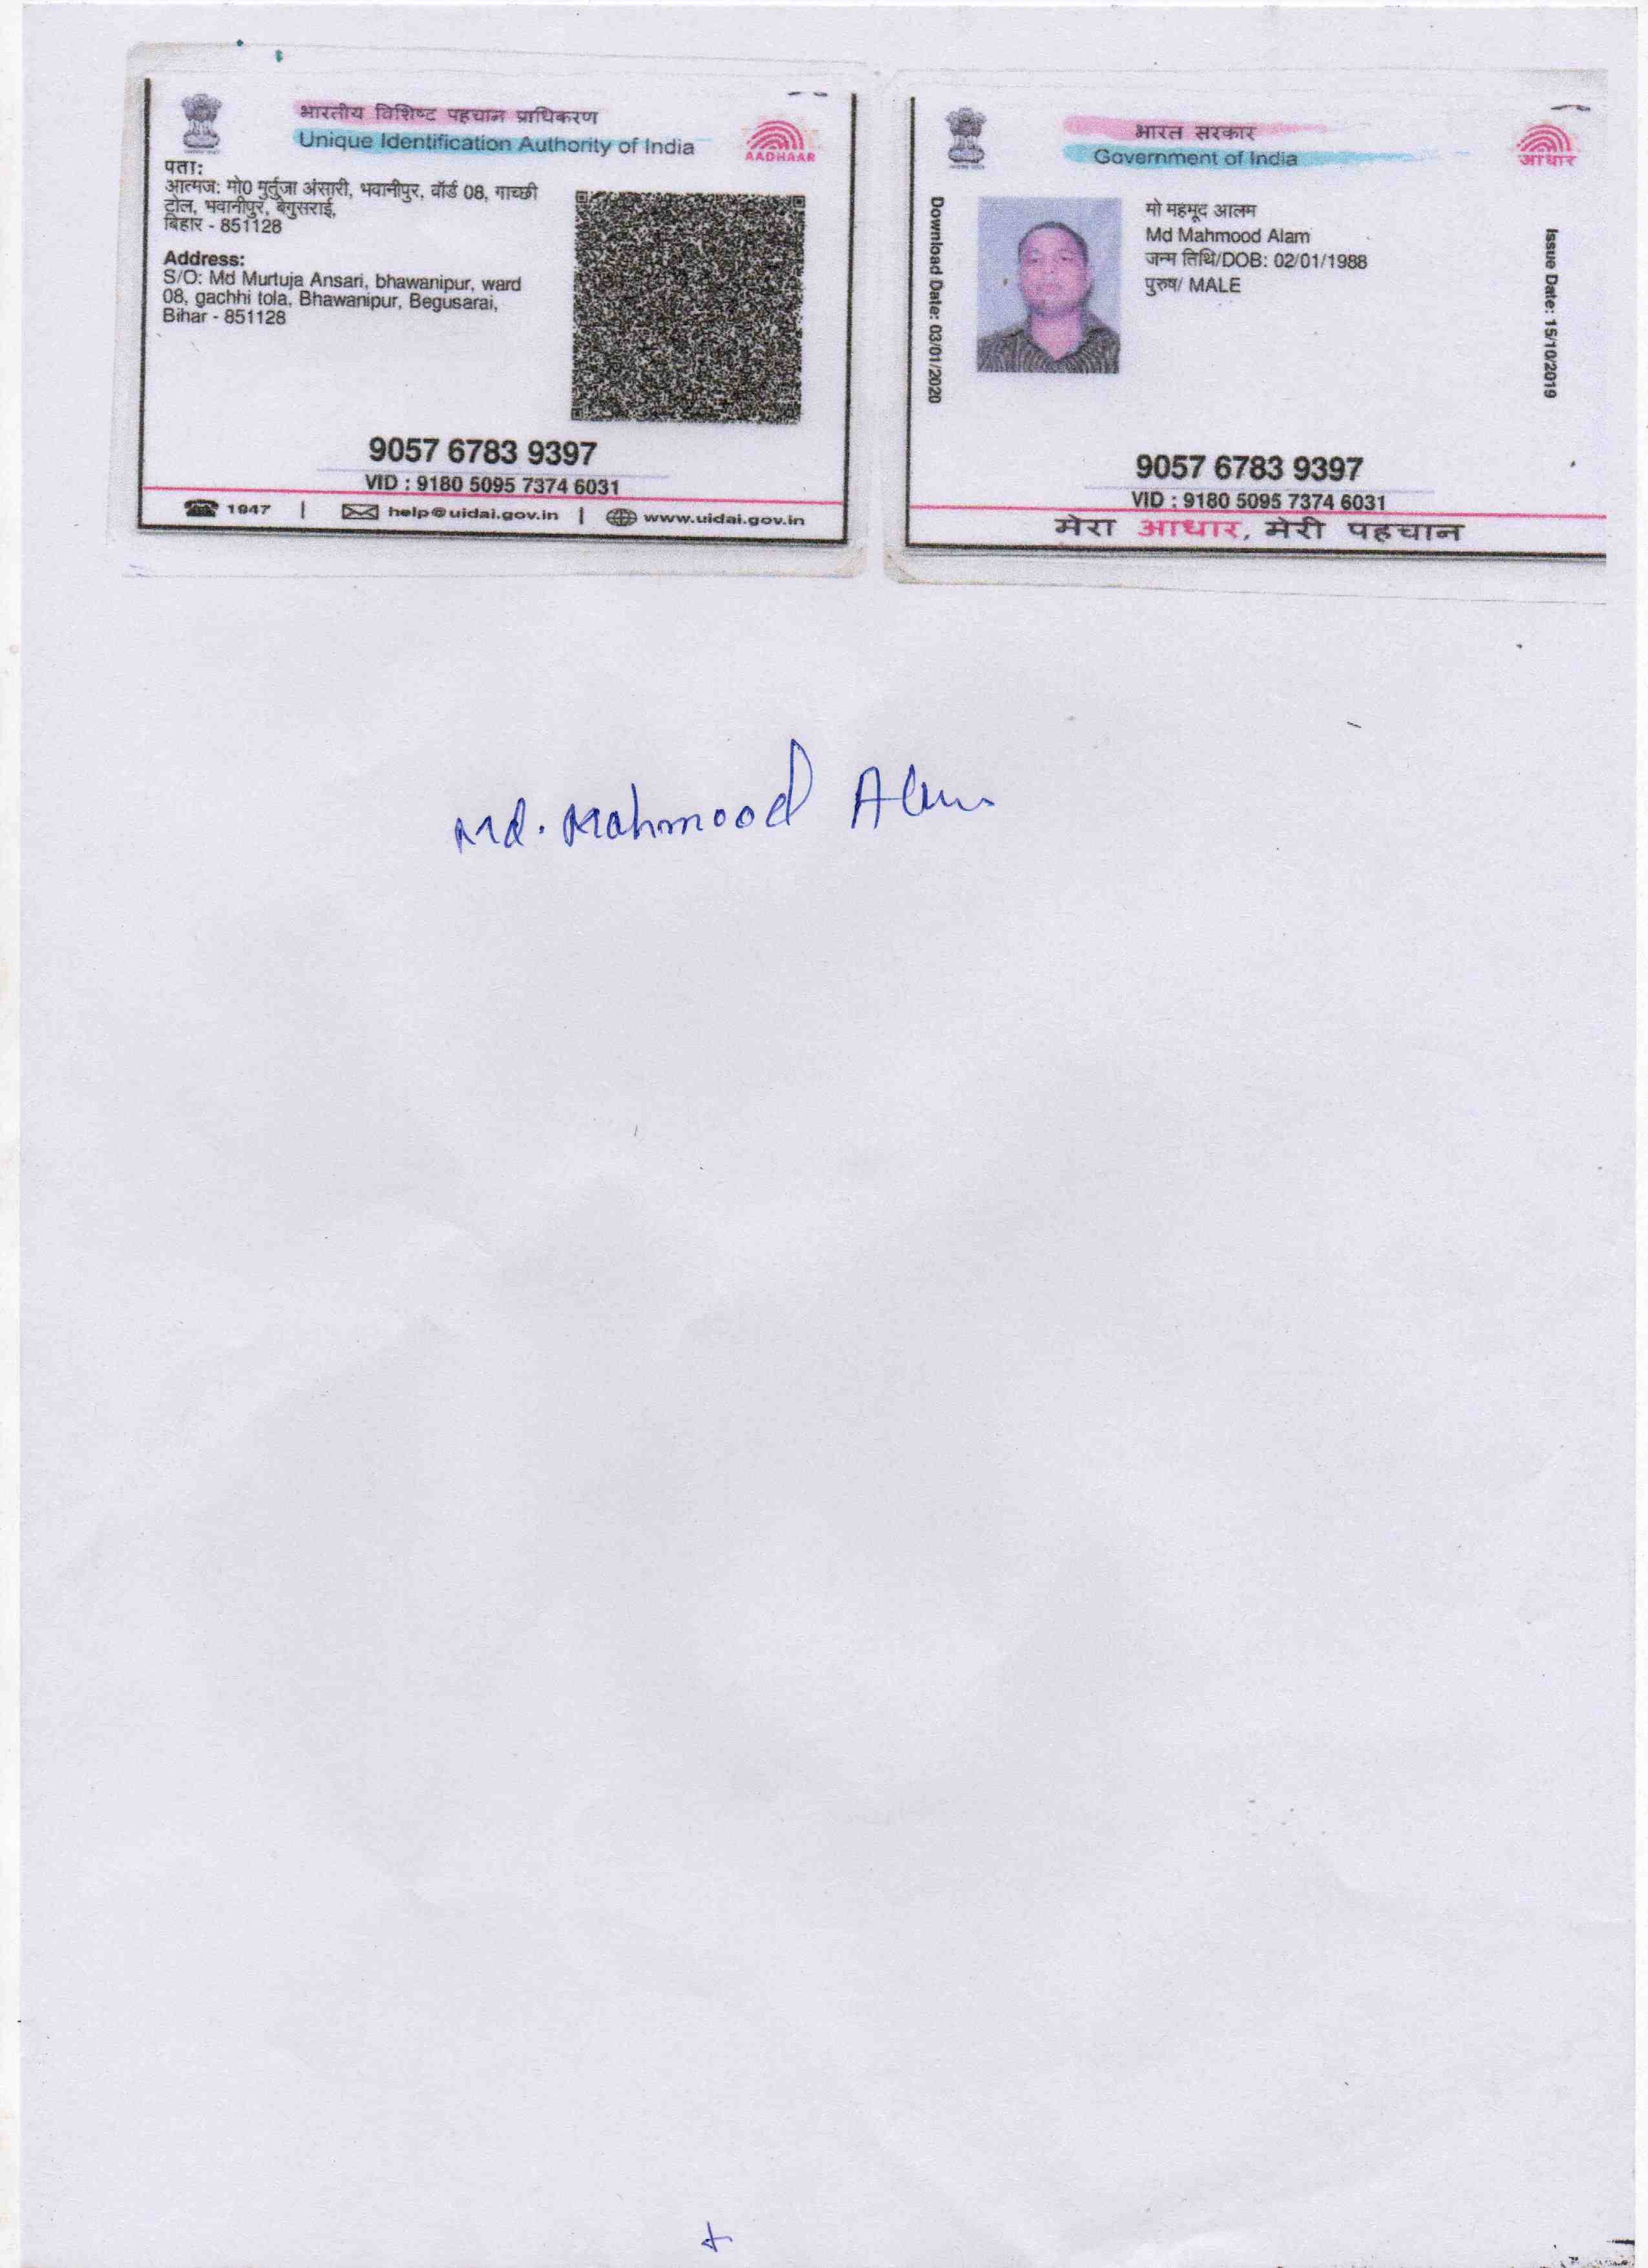 भारतीय विशिष्ट पहचान प्राधिकरण
Unique Identification Authority of India
AADHAAR
पता:
आत्मज: मो0 मुर्तुजा अंसारी, भवानीपुर, वॉर्ड 08, गाच्छी
टोल, भवानीपुर, बेगुसराई,
बिहार - 851128
Address:
S/O: Md Murtuja Ansari, bhawanipur, ward
08, gachhi tola, Bhawanipur, Begusarai,
Bihar - 851128
9057 6783 9397
VID : 9180 5095 7374 6031
1947 | help@uidai.gov.in | www.uidai.gov.in
भारत सरकार
Government of India
आधार
Download Date: 03/01/2020
मो महमूद आलम
Md Mahmood Alam
जन्म तिथि/DOB: 02/01/1988
पुरुष/ MALE
Issue Date: 15/10/2019
9057 6783 9397
VID : 9180 5095 7374 6031
मेरा आधार, मेरी पहचान
Md. Mahmood Alam